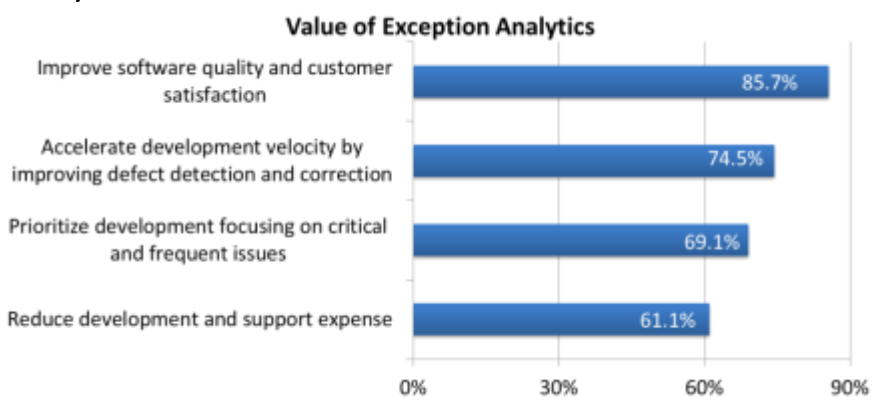 Value of Exception Analytics
Improve software quality and customer
satisfaction
85.7%
Accelerate development velocity by
improving defect detection and correction
74.5%
Prioritize development focusing on critical
and frequent issues
69.1%
Reduce development and support expense
61.1%
0%
30%
60%
90%